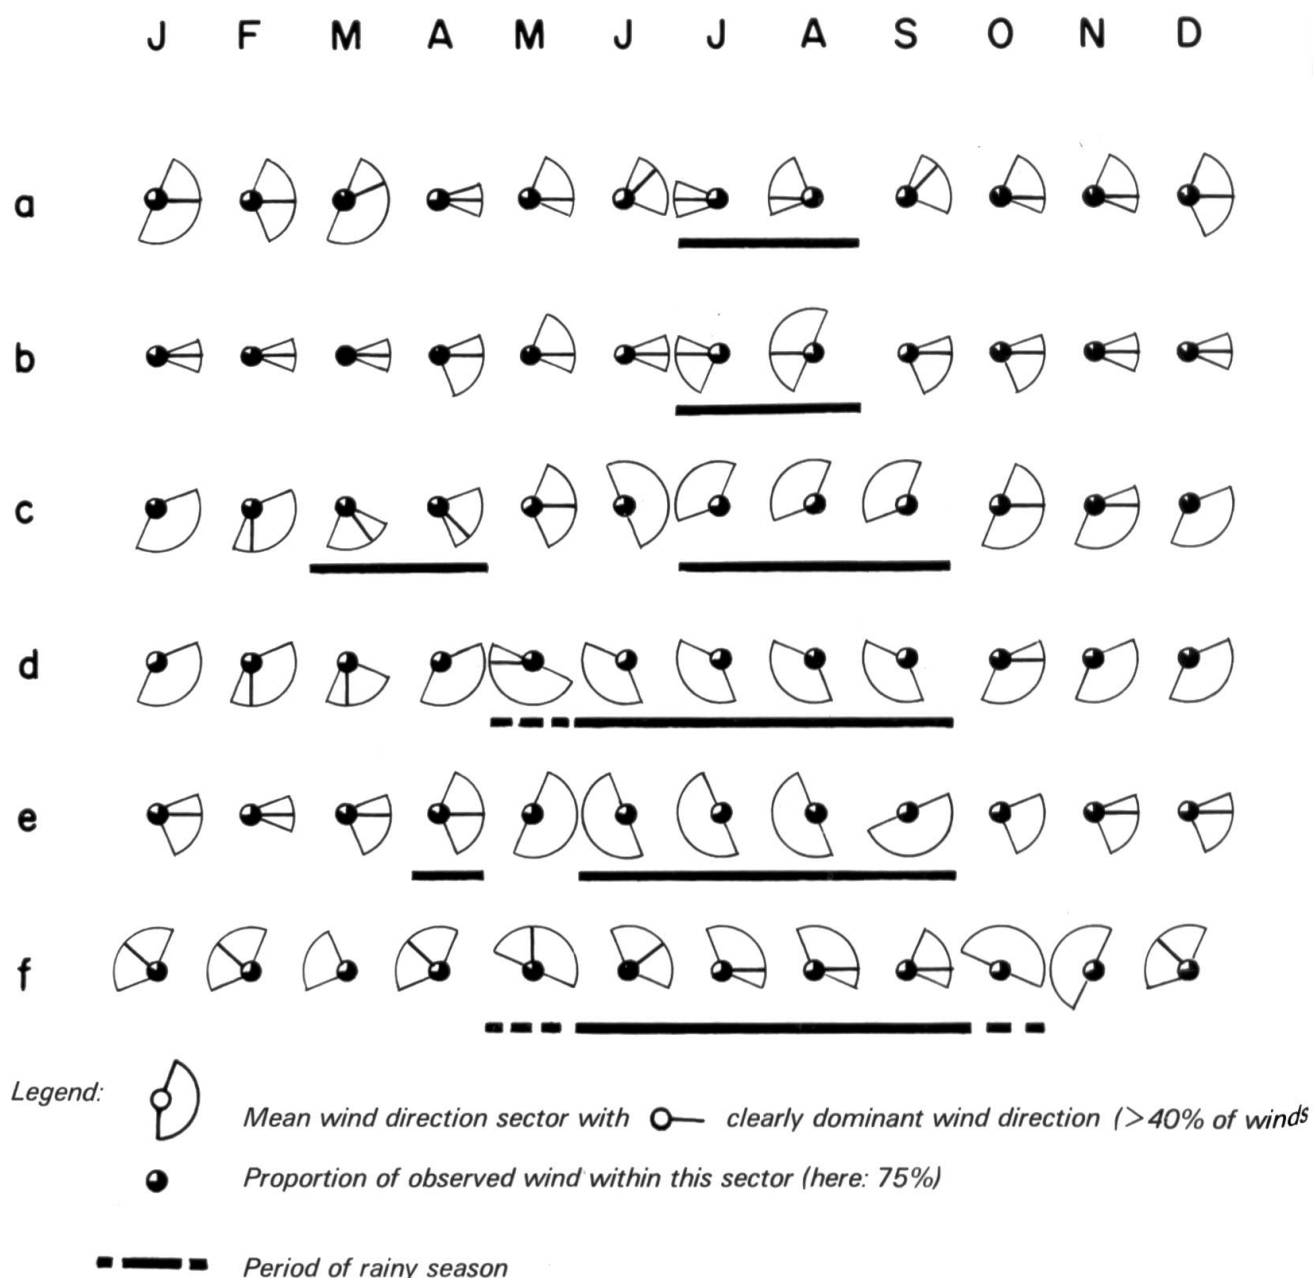 J F M A M J J A S O N D
a
b
c
d
e
f
Legend:
Mean wind direction sector with clearly dominant wind direction (>40% of winds
Proportion of observed wind within this sector (here: 75%)
Period of rainy season